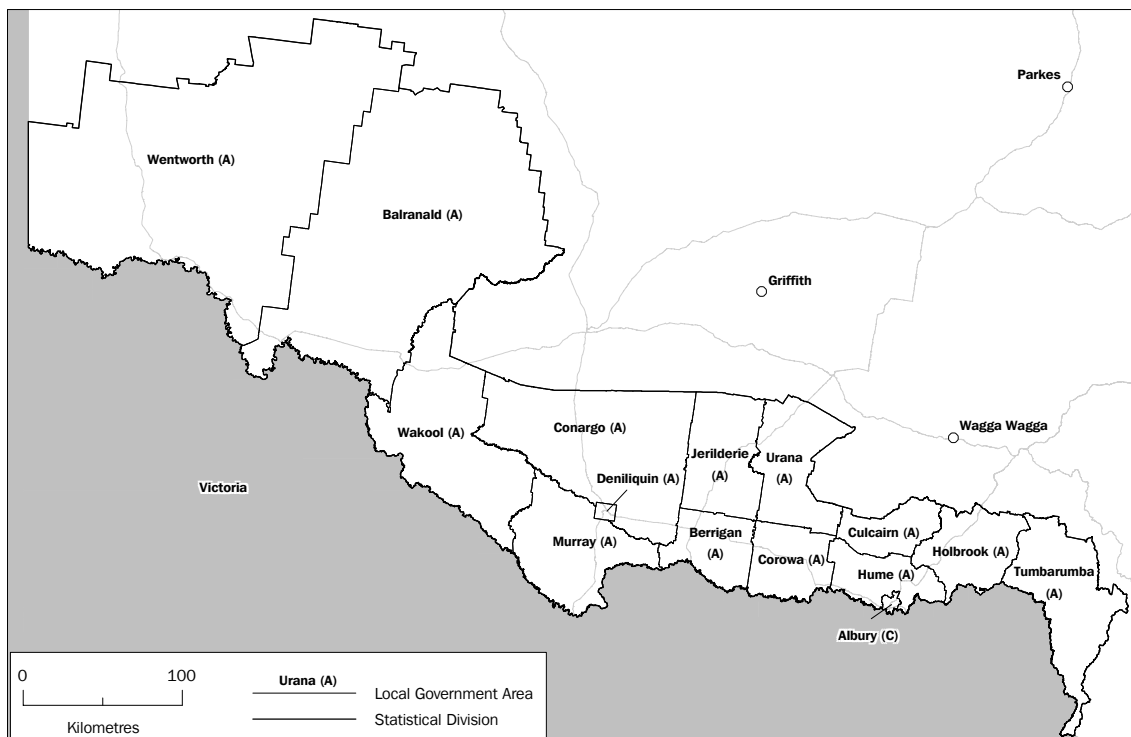 Parkes
Wentworth (A)
Balranald (A)
Griffith
Wagga Wagga
Conargo (A)
Wakool (A)
Jerilderie
(A)
Urana
(A)
Deniliquin (A)
Victoria
Murray (A)
Berrigan
(A)
Culcairn (A)
Corowa (A)
Holbrook (A)
Hume (A)
Tumbarumba
(A)
Albury (C)
0 100
Kilometres
Urana (A)
Local Government Area
Statistical Division